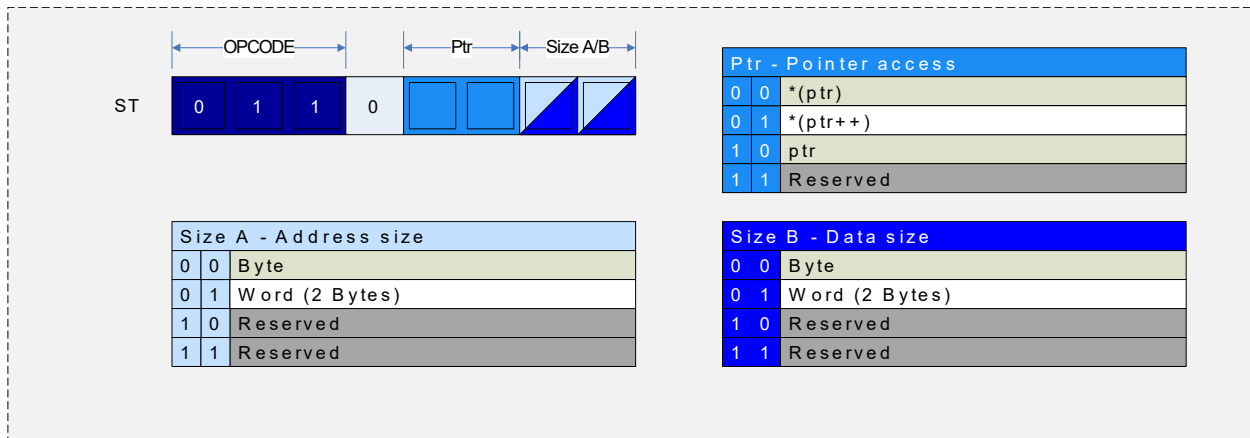 OPCODE Ptr Size A/B
ST 0 1 1 0
Ptr - Pointer access
0 0 *(ptr)
0 1 *(ptr++)
1 0 ptr
1 1 Reserved
Size A - Address size
0 0 Byte
0 1 Word (2 Bytes)
1 0 Reserved
1 1 Reserved
Size B - Data size
0 0 Byte
0 1 Word (2 Bytes)
1 0 Reserved
1 1 Reserved